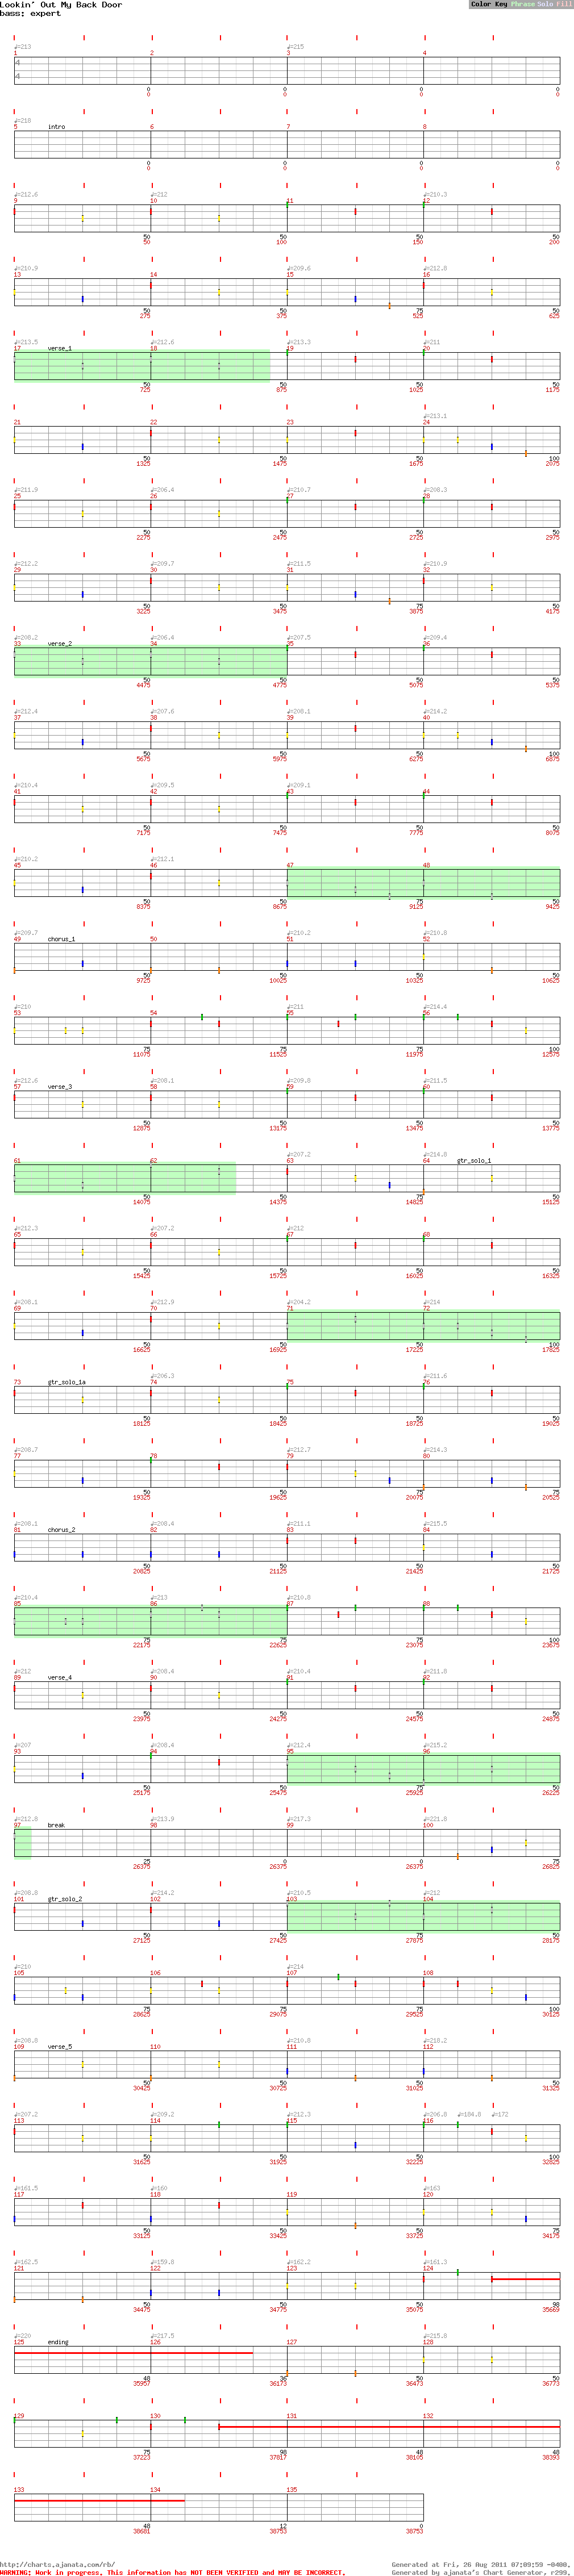 Lookin' Out My Back Door
bass: expert
Color Key Phrase Solo Fill
♩=213 ♩=215
1 2 3 4
4
4
0 0 0 0
0 0 0 0
♩=218
5 intro 6 7 8
0 0 0 0
0 0 0 0
♩=212.6 ♩=212 ♩=210.3
9 10 11 12
50 50 50 50
50 100 150 200
♩=210.9 ♩=209.6 ♩=212.8
13 14 15 16
50 50 75 50
275 375 525 625
♩=213.5 ♩=212.6 ♩=213.3 ♩=211
17 verse_1 18 19 20
50 50 50 50
725 875 1025 1175
♩=213.1
21 22 23 24
50 50 50 100
1325 1475 1675 2075
♩=211.9 ♩=206.4 ♩=210.7 ♩=208.3
25 26 27 28
50 50 50 50
2275 2475 2725 2975
♩=212.2 ♩=209.7 ♩=211.5 ♩=210.9
29 30 31 32
50 50 75 50
3225 3475 3875 4175
♩=208.2 ♩=206.4 ♩=207.5 ♩=209.4
33 verse_2 34 35 36
50 50 50 50
4475 4775 5075 5375
♩=212.4 ♩=207.6 ♩=208.1 ♩=214.2
37 38 39 40
50 50 50 100
5675 5975 6275 6875
♩=210.4 ♩=209.5 ♩=209.1
41 42 43 44
50 50 50 50
7175 7475 7775 8075
♩=210.2 ♩=212.1
45 46 47 48
50 50 75 50
8375 8675 9125 9425
♩=209.7 ♩=210.2 ♩=210.8
49 chorus_1 50 51 52
50 50 50 50
9725 10025 10325 10625
♩=210 ♩=211 ♩=214.4
53 54 55 56
75 75 75 100
11075 11525 11975 12575
♩=212.6 ♩=208.1 ♩=209.8 ♩=211.5
57 verse_3 58 59 60
50 50 50 50
12875 13175 13475 13775
♩=207.2 ♩=214.8
61 62 63 64 gtr_solo_1
50 50 75 50
14075 14375 14825 15125
♩=212.3 ♩=207.2 ♩=212
65 66 67 68
50 50 50 50
15425 15725 16025 16325
♩=208.1 ♩=212.9 ♩=204.2 ♩=214
69 70 71 72
50 50 50 100
16625 16925 17225 17825
♩=206.3 ♩=211.6
73 gtr_solo_1a 74 75 76
50 50 50 50
18125 18425 18725 19025
♩=208.7 ♩=212.7 ♩=214.3
77 78 79 80
50 50 75 75
19325 19625 20075 20525
♩=208.1 ♩=208.4 ♩=211.1 ♩=215.5
81 chorus_2 82 83 84
50 50 50 50
20825 21125 21425 21725
♩=210.4 ♩=213 ♩=210.8
85 86 87 88
75 75 75 100
22175 22625 23075 23675
♩=212 ♩=208.4 ♩=210.4 ♩=211.8
89 verse_4 90 91 92
50 50 50 50
23975 24275 24575 24875
♩=207 ♩=208.4 ♩=212.4 ♩=215.2
93 94 95 96
50 50 75 50
25175 25475 25925 26225
♩=212.8 ♩=213.9 ♩=217.3 ♩=221.8
97 break 98 99 100
25 0 0 75
26375 26375 26375 26825
♩=208.8 ♩=214.2 ♩=210.5 ♩=212
101 gtr_solo_2 102 103 104
50 50 75 50
27125 27425 27875 28175
♩=210 ♩=214
105 106 107 108
75 75 75 100
28625 29075 29525 30125
♩=208.8 ♩=210.8 ♩=218.2
109 verse_5 110 111 112
50 50 50 50
30425 30725 31025 31325
♩=207.2 ♩=209.2 ♩=212.3 ♩=206.8 ♩=184.8 ♩=172
113 114 115 116
50 50 50 100
31625 31925 32225 32825
♩=161.5 ♩=160 ♩=163
117 118 119 120
50 50 50 75
33125 33425 33725 34175
♩=162.5 ♩=159.8 ♩=162.2 ♩=161.3
121 122 123 124
50 50 50 98
34475 34775 35075 35669
♩=220 ♩=217.5 ♩=215.8
125 ending 126 127 128
48 36 50 50
35957 36173 36473 36773
129 130 131 132
75 98 48 48
37223 37817 38105 38393
133 134 135
48 12 0
38681 38753 38753
http://charts.ajanata.com/rb/ Generated at Fri, 26 Aug 2011 07:09:59 -0400,
WARNING: Work in progress. This information has NOT BEEN VERIFIED and MAY BE INCORRECT. Generated by ajanata's Chart Generator, r299,